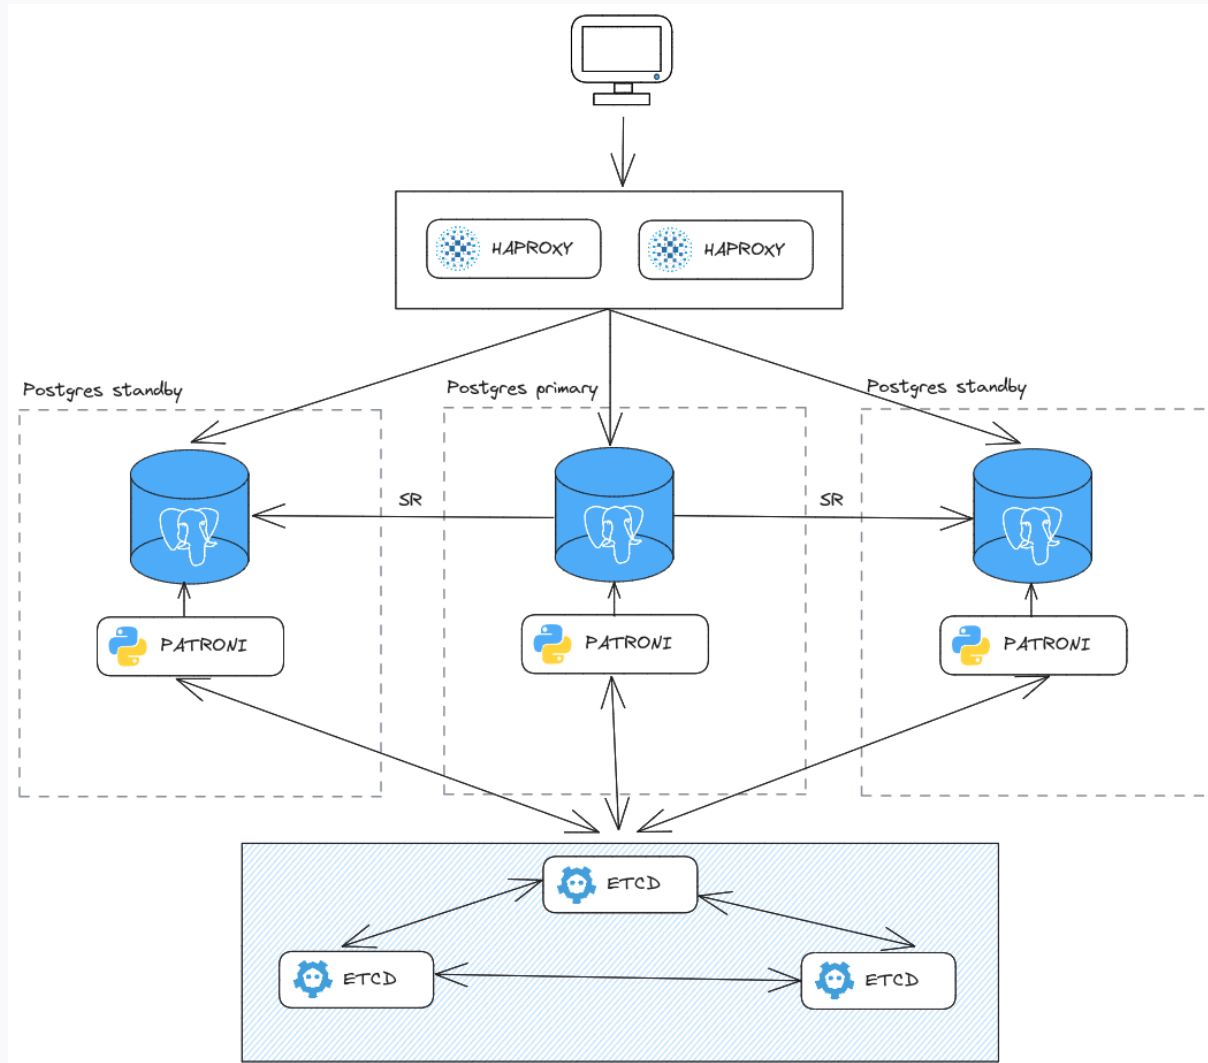 HAPROXY
HAPROXY
Postgres standby
Postgres primary
Postgres standby
SR
SR
PATRONI
PATRONI
PATRONI
ETCD
ETCD
ETCD